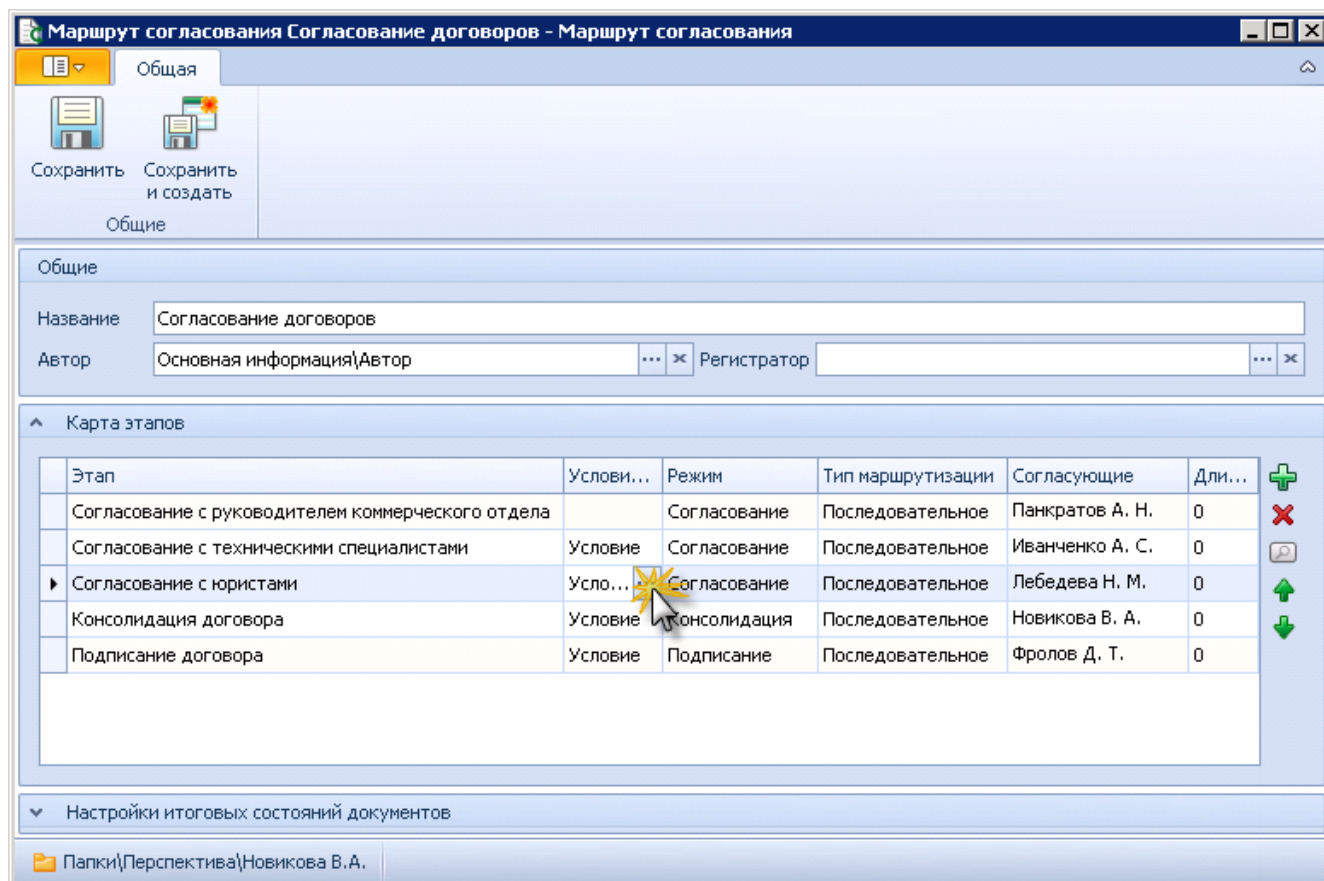 Маршрут согласования Согласование договоров - Маршрут согласования
Общая
Сохранить
Сохранить
и создать
Общие
Общие
Название Согласование договоров
Автор Основная информация\Автор ... Регистратор ...
Карта этапов
Этап Услови... Режим Тип маршрутизации Согласующие Дли...
Согласование с руководителем коммерческого отдела Согласование Последовательное Панкратов А. Н. 0
Согласование с техническими специалистами Условие Согласование Последовательное Иванченко А. С. 0
Согласование с юристами Усло... Согласование Последовательное Лебедева Н. М. 0
Консолидация договора Условие Консолидация Последовательное Новикова В. А. 0
Подписание договора Условие Подписание Последовательное Фролов Д. Т. 0
Настройки итоговых состояний документов
Папки\Перспектива\Новикова В.А.